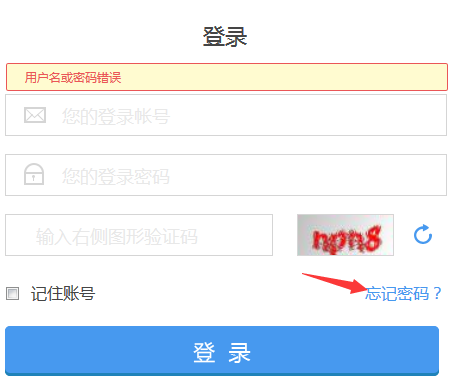 登录
用户名或密码错误
您的登录帐号
您的登录密码
输入右侧图形验证码
npn8
记住账号
忘记密码？
登 录